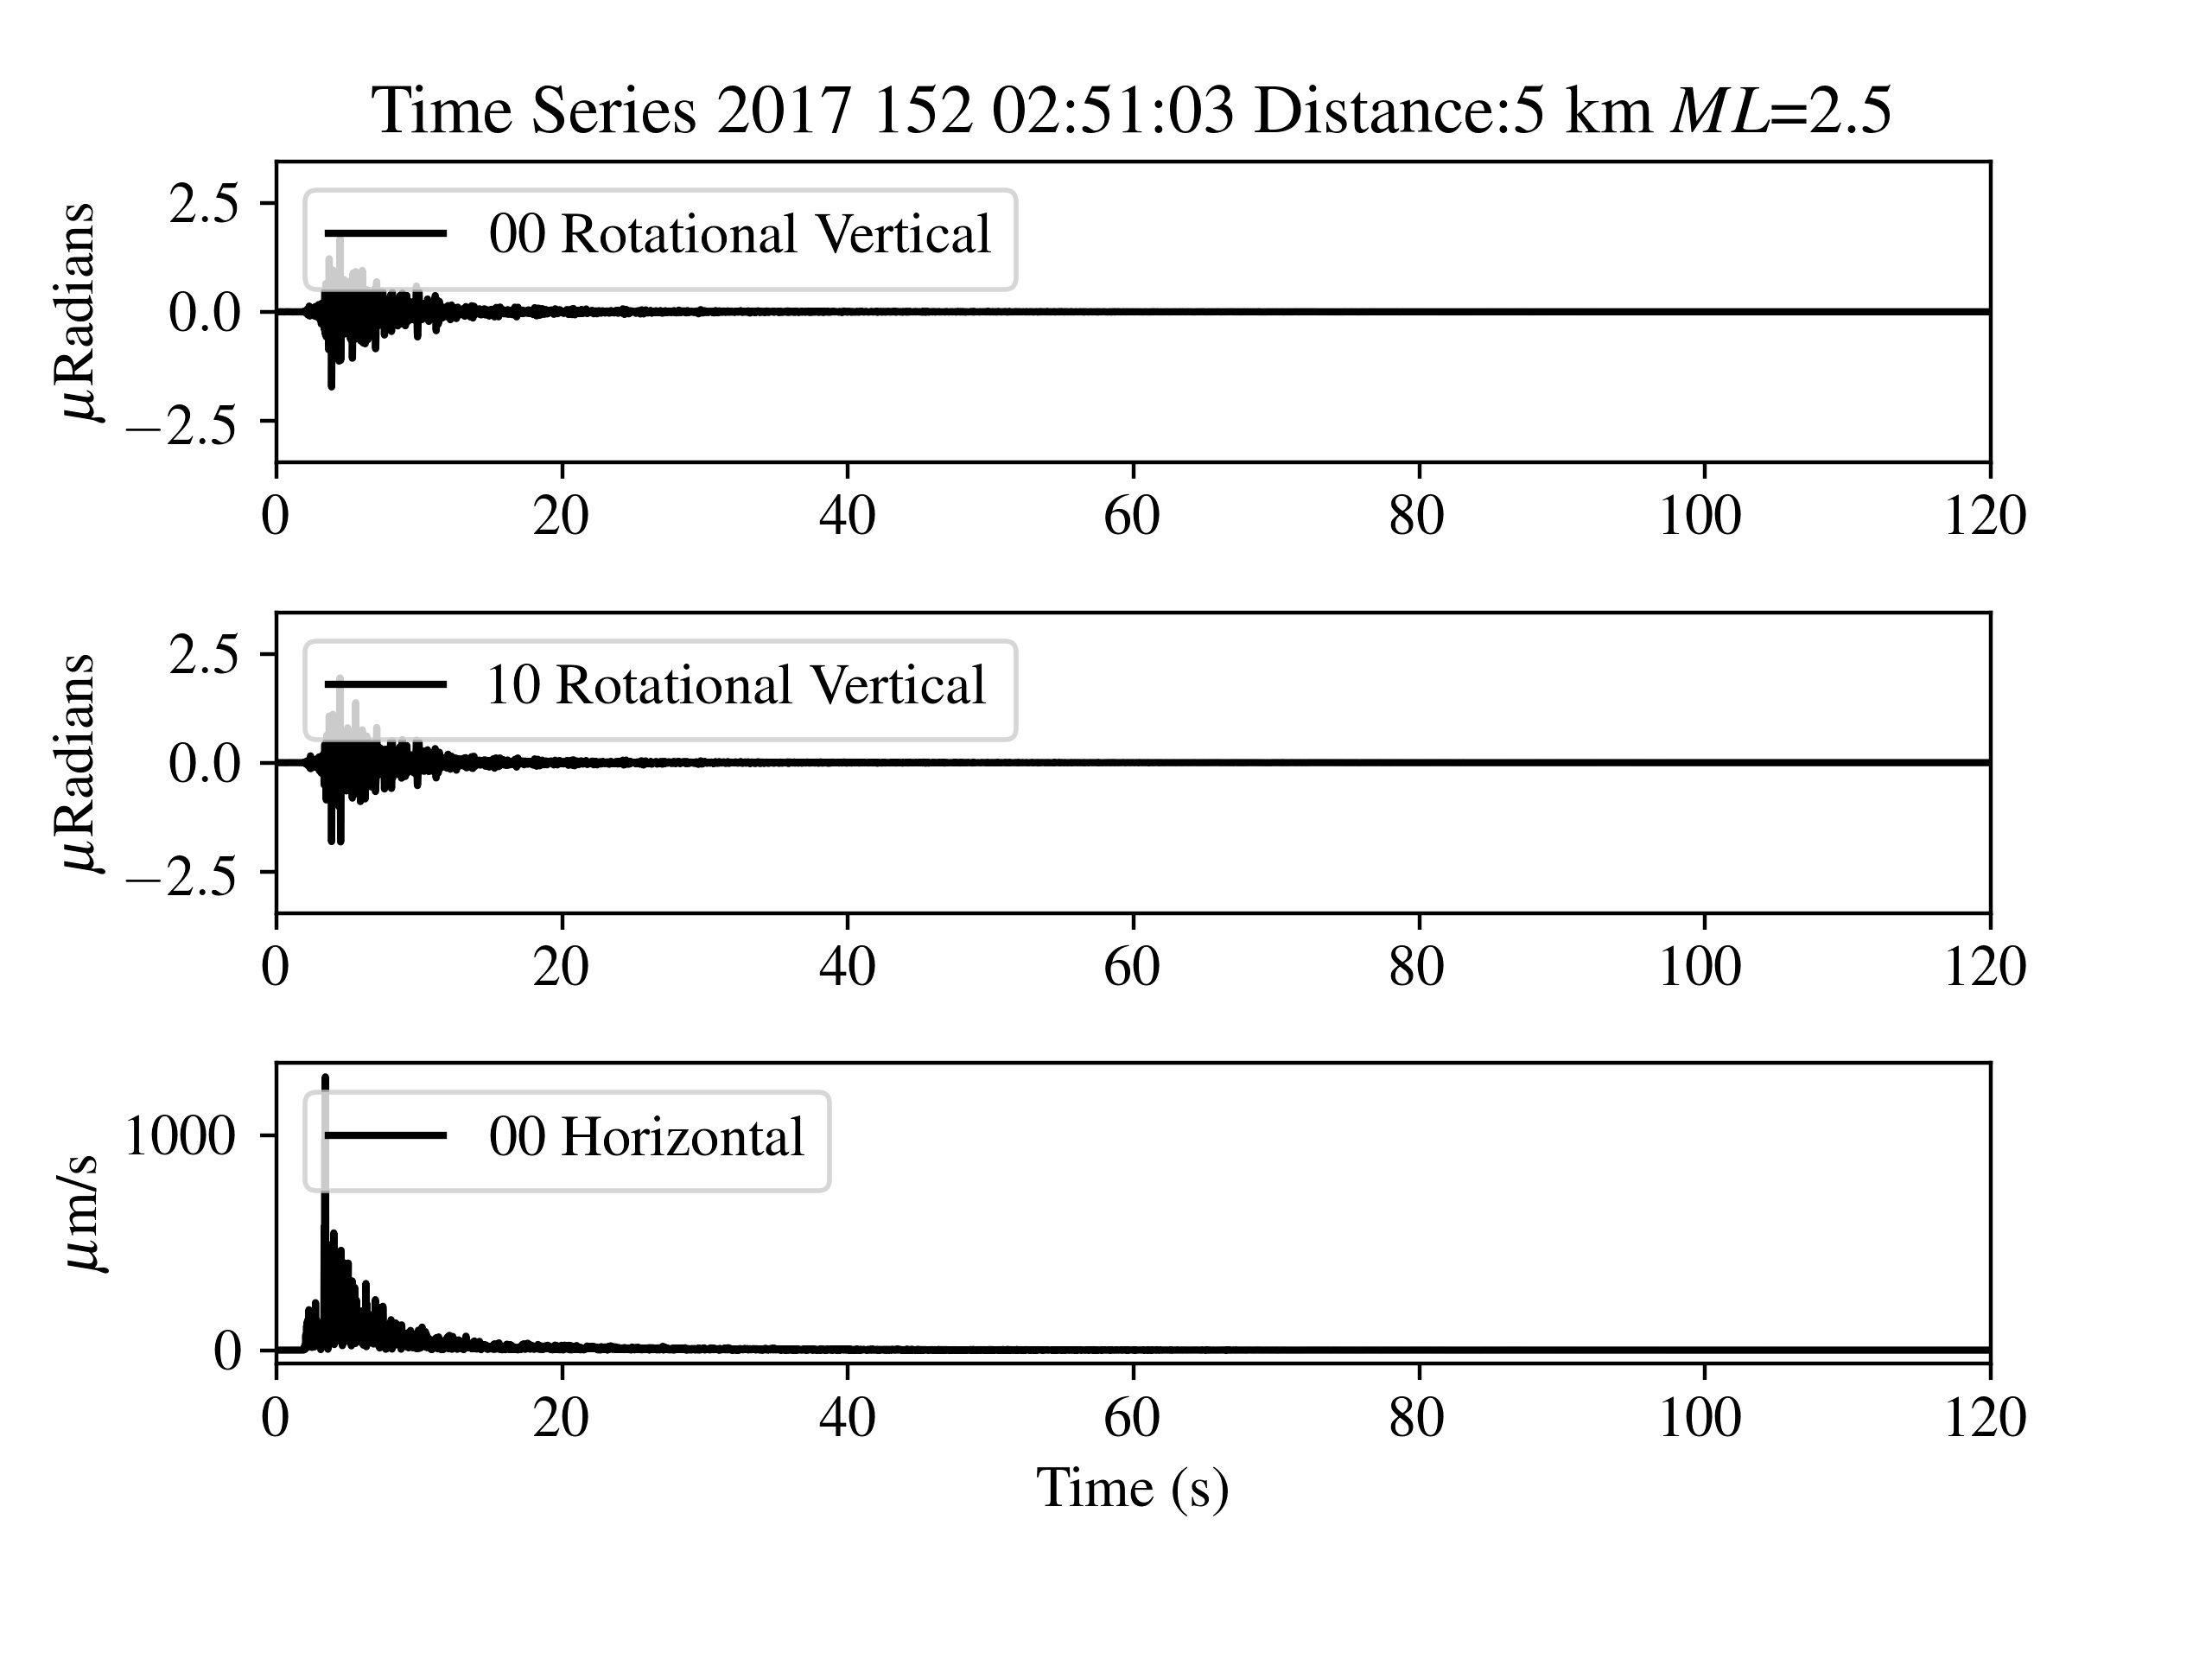 Time Series 2017 152 02:51:03 Distance:5 km ML=2.5
μRadians
2.5
0.0
−2.5
00 Rotational Vertical
0 20 40 60 80 100 120
μRadians
2.5
0.0
−2.5
10 Rotational Vertical
0 20 40 60 80 100 120
μm/s
1000
0
00 Horizontal
0 20 40 60 80 100 120
Time (s)